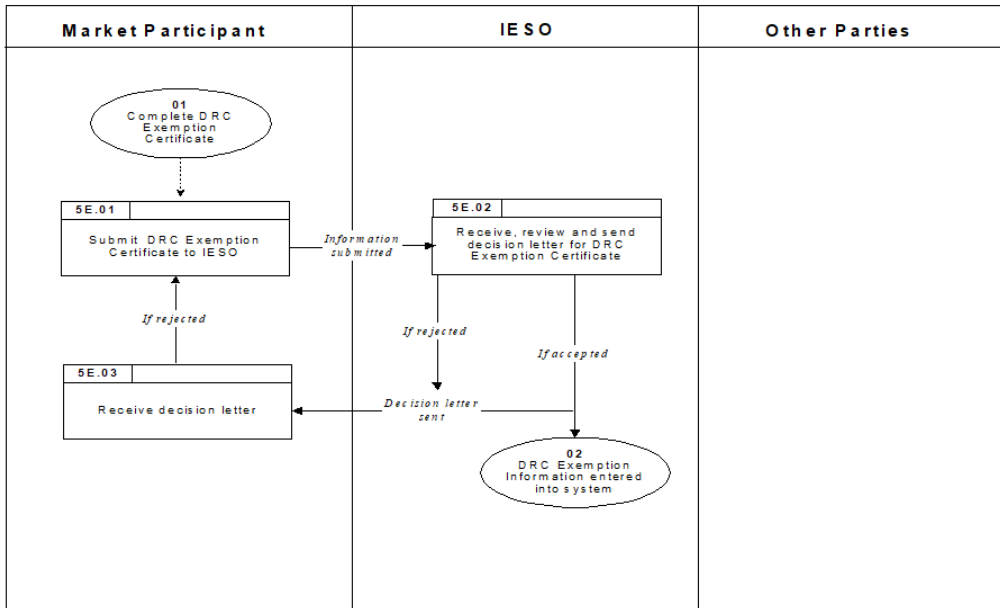 Market Participant
IESO
Other Parties
01
Complete DRC
Exemption
Certificate
5E.01
Submit DRC Exemption
Certificate to IESO
Information
submitted
5E.02
Receive, review and send
decision letter for DRC
Exemption Certificate
If rejected
If rejected
If accepted
5E.03
Receive decision letter
Decision letter
sent
02
DRC Exemption
Information entered
into system